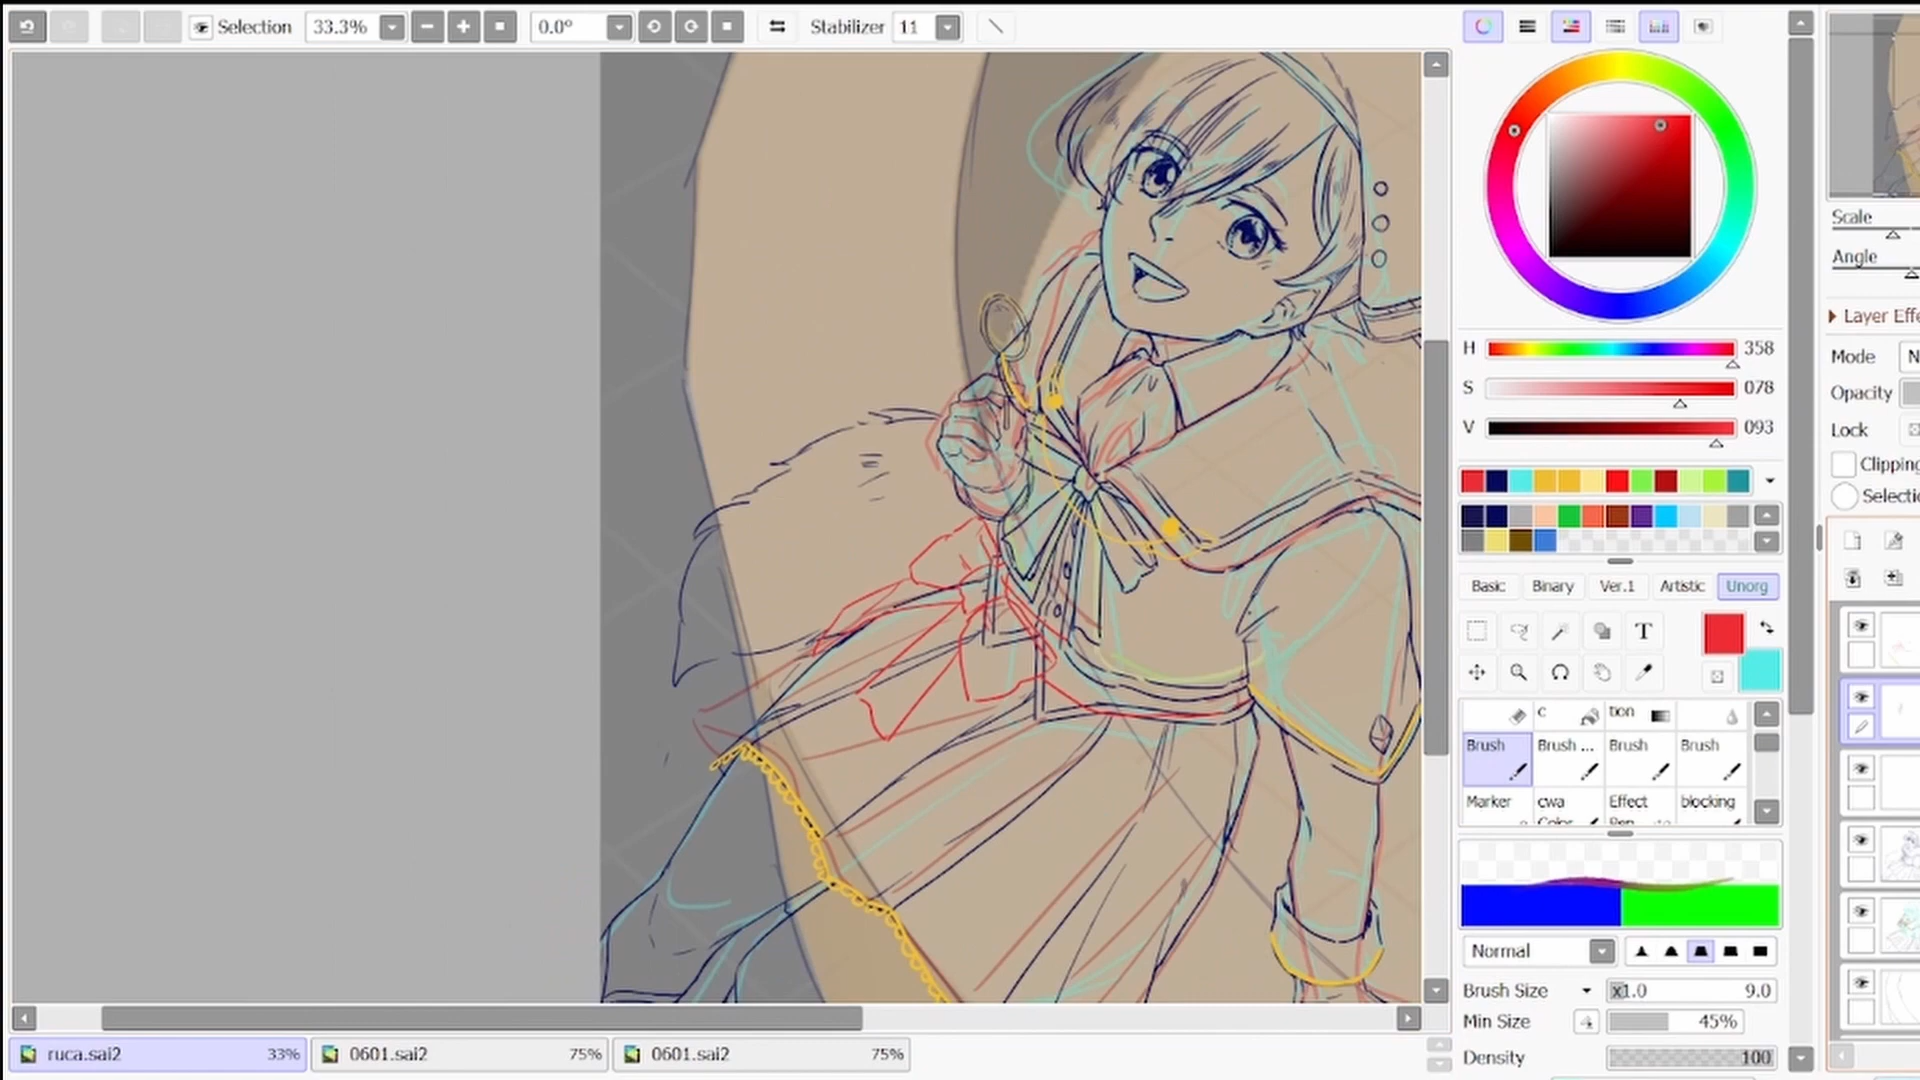 Selection 33.3% 0.0° Stabilizer 11
H 358
S 078
V 093
Basic Binary Ver.1 Artistic Unorg
T
c tion
Brush Brush ... Brush Brush
Marker cwa Effect blocking
Normal
Brush Size x1.0 9.0
Min Size 45%
Density 100
Scale
Angle
Layer Effe
Mode N
Opacity
Lock
Clipping
Selectio
ruca.sai2 33% 0601.sai2 75% 0601.sai2 75%